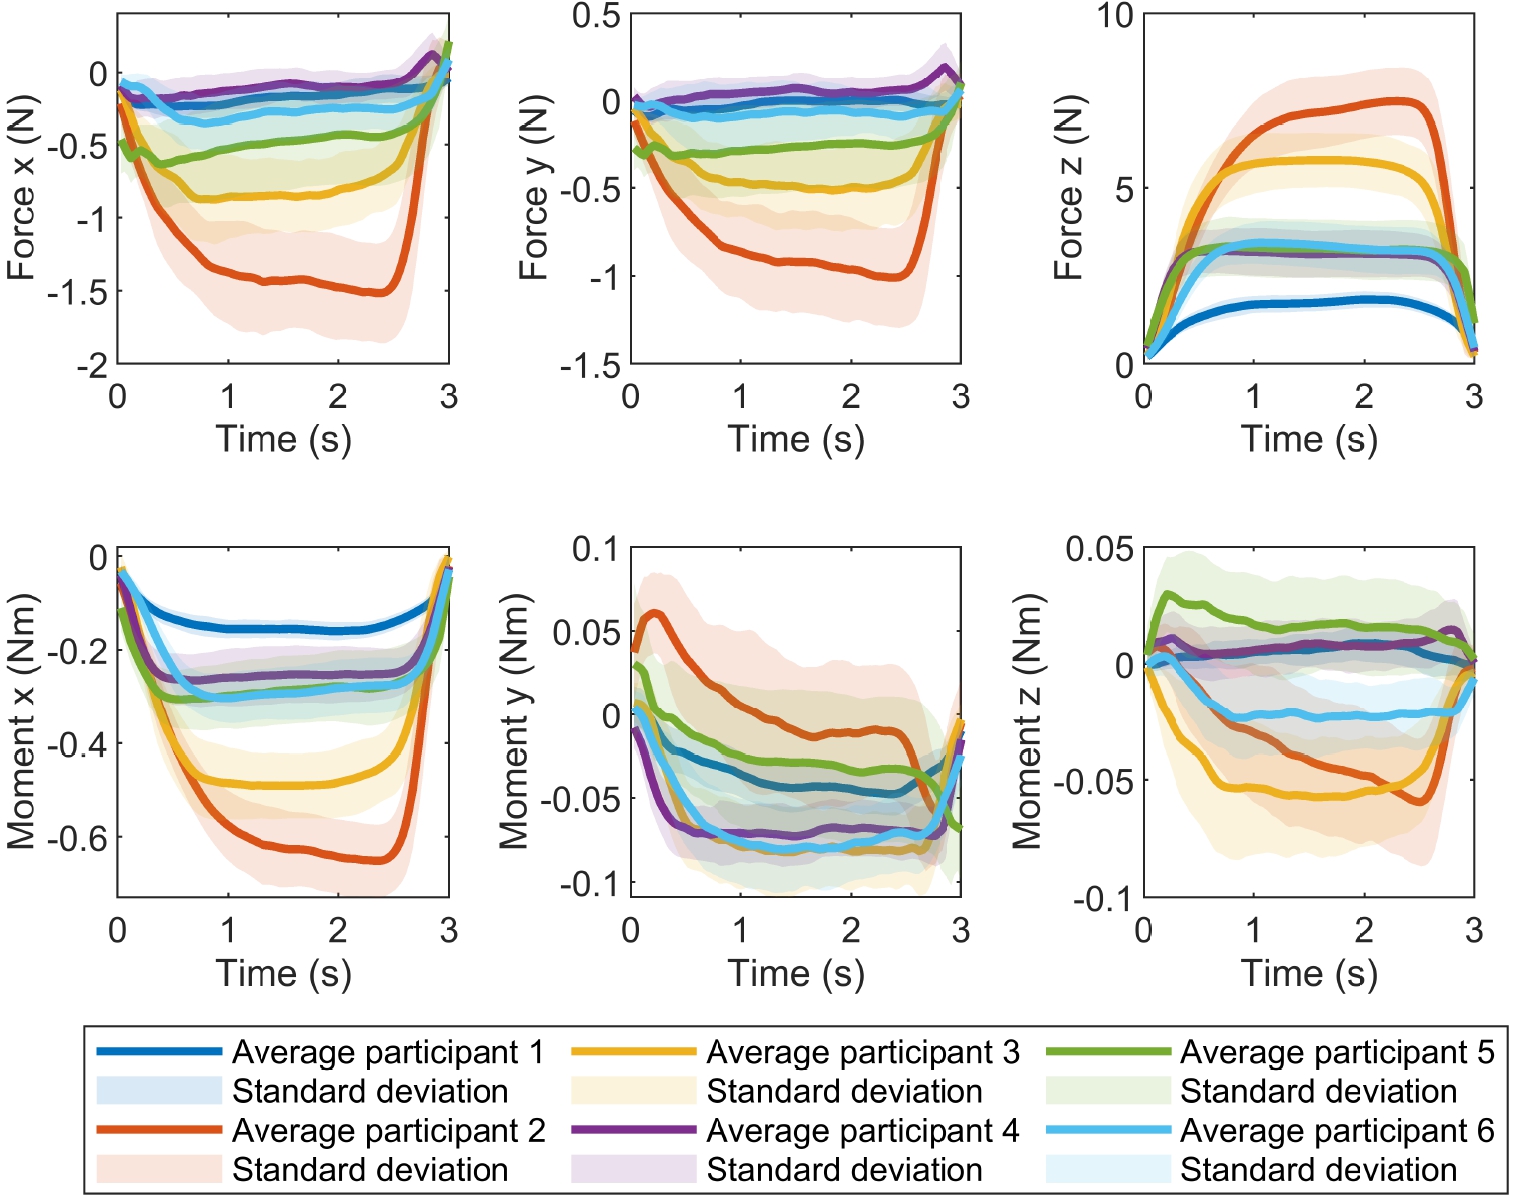 0
-0.5
-1
-1.5
-2
Force x (N)
0 1 2 3
Time (s)
0.5
0
-0.5
-1
-1.5
Force y (N)
0 1 2 3
Time (s)
10
5
0
Force z (N)
0 1 2 3
Time (s)
0
-0.2
-0.4
-0.6
Moment x (Nm)
0 1 2 3
Time (s)
0.1
0.05
0
-0.05
-0.1
Moment y (Nm)
0 1 2 3
Time (s)
0.05
0
-0.05
-0.1
Moment z (Nm)
0 1 2 3
Time (s)
Average participant 1 Average participant 3 Average participant 5
Standard deviation Standard deviation Standard deviation
Average participant 2 Average participant 4 Average participant 6
Standard deviation Standard deviation Standard deviation